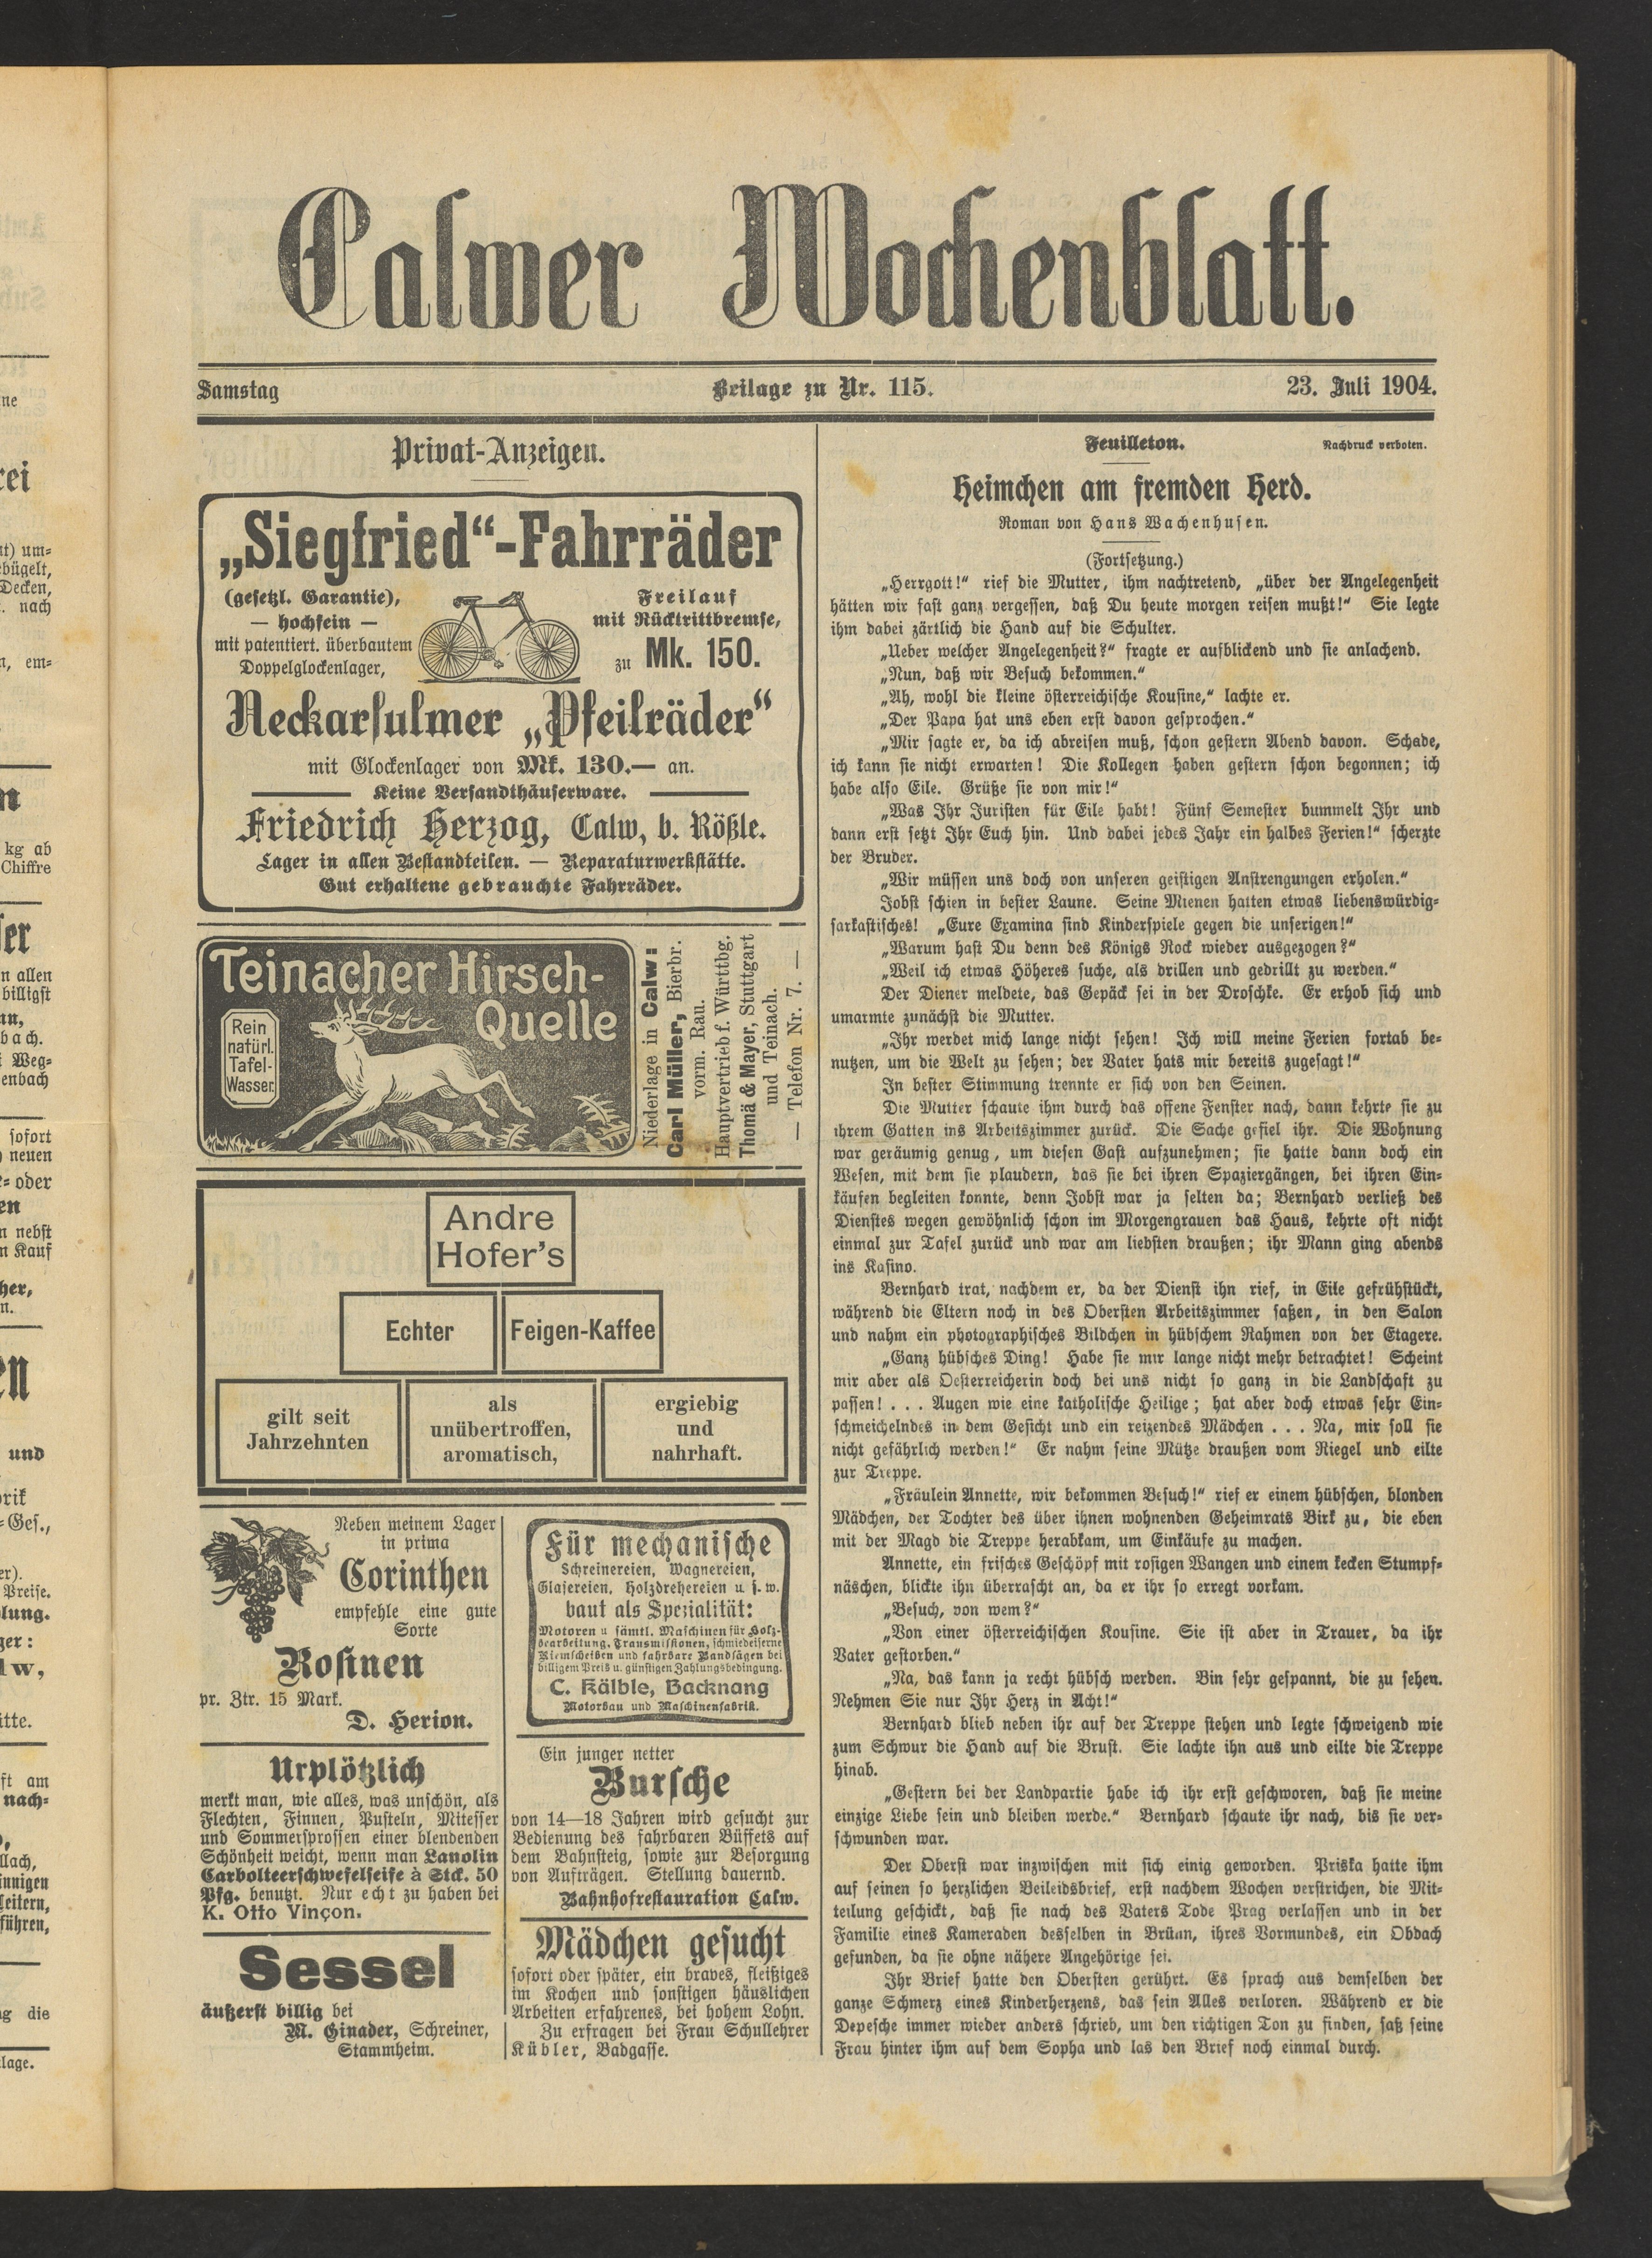 Calwer Wochenblatt.
Samstag Beilage zu Nr. 115. 23. Juli 1904.
Privat-Anzeigen.
„Siegfried“-Fahrräder
(gesetzl. Garantie),
— hochfein —
mit patentiert. überbautem
Doppelglockenlager,
Freilauf
mit Rücktrittbremse,
zu Mk. 150.
Neckarsulmer „Pfeilräder“
mit Glockenlager von Mk. 130.— an.
Keine Versandthäuserware.
Friedrich Herzog, Calw, b. Rößle.
Lager in allen Bestandteilen. — Reparaturwerkstätte.
Gut erhaltene gebrauchte Fahrräder.
Teinacher Hirsch-
Quelle
Rein
natürl.
Tafel-
Wasser.
Niederlage in Calw:
Carl Müller, Bierbr.
vorm. Rau.
Hauptvertrieb f. Württbg.
Thomä & Mayer, Stuttgart
und Teinach.
— Telefon Nr. 7. —
Andre
Hofer's
Echter
Feigen-Kaffee
gilt seit
Jahrzehnten
als
unübertroffen,
aromatisch,
ergiebig
und
nahrhaft.
Neben meinem Lager
in prima
Corinthen
empfehle eine gute
Sorte
Rosinen
pr. Ztr. 15 Mark.
D. Herion.
Urplötzlich
merkt man, wie alles, was unschön, als
Flechten, Finnen, Pusteln, Mitesser
und Sommersprossen einer blendenden
Schönheit weicht, wenn man Lanolin
Carbolteerschwefelseife à Stck. 50
Pfg. benutzt. Nur echt zu haben bei
K. Otto Vinçon.
Sessel
äußerst billig bei
M. Ginader, Schreiner,
Stammheim.
Für mechanische
Schreinereien, Wagnereien,
Glasereien, Holzdrehereien u. s. w.
baut als Spezialität:
Motoren u sämtl. Maschinen für Holz-
bearbeitung. Transmissionen, schmiedeiserne
Riemscheiben und fahrbare Bandsägen bei
billigem Preis u. günstigen Zahlungsbedingung.
C. Kälble, Backnang
Motorbau und Maschinenfabrik.
Ein junger netter
Bursche
von 14—18 Jahren wird gesucht zur
Bedienung des fahrbaren Büffets auf
dem Bahnsteig, sowie zur Besorgung
von Aufträgen. Stellung dauernd.
Bahnhofrestauration Calw.
Mädchen gesucht
sofort oder später, ein braves, fleißiges
im Kochen und sonstigen häuslichen
Arbeiten erfahrenes, bei hohem Lohn.
Zu erfragen bei Frau Schullehrer
Kübler, Badgasse.
Feuilleton. Nachdruck verboten.
Heimchen am fremden Herd.
Roman von Hans Wachenhusen.
(Fortsetzung.)
„Herrgott!“ rief die Mutter, ihm nachtretend, „über der Angelegenheit
hätten wir fast ganz vergessen, daß Du heute morgen reisen mußt!“ Sie legte
ihm dabei zärtlich die Hand auf die Schulter.
„Ueber welcher Angelegenheit?“ fragte er aufblickend und sie anlachend.
„Nun, daß wir Besuch bekommen.“
„Ah, wohl die kleine österreichische Kousine,“ lachte er.
„Der Papa hat uns eben erst davon gesprochen.“
„Mir sagte er, da ich abreisen muß, schon gestern Abend davon. Schade,
ich kann sie nicht erwarten! Die Kollegen haben gestern schon begonnen; ich
habe also Eile. Grüße sie von mir!“
„Was Ihr Juristen für Eile habt! Fünf Semester bummelt Ihr und
dann erst setzt Ihr Euch hin. Und dabei jedes Jahr ein halbes Ferien!“ scherzte
der Bruder.
„Wir müssen uns doch von unseren geistigen Anstrengungen erholen.“
Jobst schien in bester Laune. Seine Mienen hatten etwas liebenswürdig-
sarkastisches! „Eure Examina sind Kinderspiele gegen die unserigen!“
„Warum hast Du denn des Königs Rock wieder ausgezogen?“
„Weil ich etwas Höheres suche, als drillen und gedrillt zu werden.“
Der Diener meldete, das Gepäck sei in der Droschke. Er erhob sich und
umarmte zunächst die Mutter.
„Ihr werdet mich lange nicht sehen! Ich will meine Ferien fortab be-
nutzen, um die Welt zu sehen; der Vater hats mir bereits zugesagt!“
In bester Stimmung trennte er sich von den Seinen.
Die Mutter schaute ihm durch das offene Fenster nach, dann kehrte sie zu
ihrem Gatten ins Arbeitszimmer zurück. Die Sache gefiel ihr. Die Wohnung
war geräumig genug, um diesen Gast aufzunehmen; sie hatte dann doch ein
Wesen, mit dem sie plaudern, das sie bei ihren Spaziergängen, bei ihren Ein-
käufen begleiten konnte, denn Jobst war ja selten da; Bernhard verließ des
Dienstes wegen gewöhnlich schon im Morgengrauen das Haus, kehrte oft nicht
einmal zur Tafel zurück und war am liebsten draußen; ihr Mann ging abends
ins Kasino.
Bernhard trat, nachdem er, da der Dienst ihn rief, in Eile gefrühstückt,
während die Eltern noch in des Obersten Arbeitszimmer saßen, in den Salon
und nahm ein photographisches Bildchen in hübschem Rahmen von der Etagere.
„Ganz hübsches Ding! Habe sie mir lange nicht mehr betrachtet! Scheint
mir aber als Oesterreicherin doch bei uns nicht so ganz in die Landschaft zu
passen! . . . Augen wie eine katholische Heilige; hat aber doch etwas sehr Ein-
schmeichelndes in dem Gesicht und ein reizendes Mädchen . . . Na, mir soll sie
nicht gefährlich werden!“ Er nahm seine Mütze draußen vom Riegel und eilte
zur Treppe.
„Fräulein Annette, wir bekommen Besuch!“ rief er einem hübschen, blonden
Mädchen, der Tochter des über ihnen wohnenden Geheimrats Birk zu, die eben
mit der Magd die Treppe herabkam, um Einkäufe zu machen.
Annette, ein frisches Geschöpf mit rosigen Wangen und einem kecken Stumpf-
näschen, blickte ihn überrascht an, da er ihr so erregt vorkam.
„Besuch, von wem?“
„Von einer österreichischen Kousine. Sie ist aber in Trauer, da ihr
Vater gestorben.“
„Na, das kann ja recht hübsch werden. Bin sehr gespannt, die zu sehen.
Nehmen Sie nur Ihr Herz in Acht!“
Bernhard blieb neben ihr auf der Treppe stehen und legte schweigend wie
zum Schwur die Hand auf die Brust. Sie lachte ihn aus und eilte die Treppe
hinab.
„Gestern bei der Landpartie habe ich ihr erst geschworen, daß sie meine
einzige Liebe sein und bleiben werde.“ Bernhard schaute ihr nach, bis sie ver-
schwunden war.
Der Oberst war inzwischen mit sich einig geworden. Priska hatte ihm
auf seinen so herzlichen Beileidsbrief, erst nachdem Wochen verstrichen, die Mit-
teilung geschickt, daß sie nach des Vaters Tode Prag verlassen und in der
Familie eines Kameraden desselben in Brünn, ihres Vormundes, ein Obdach
gefunden, da sie ohne nähere Angehörige sei.
Ihr Brief hatte den Obersten gerührt. Es sprach aus demselben der
ganze Schmerz eines Kinderherzens, das sein Alles verloren. Während er die
Depesche immer wieder anders schrieb, um den richtigen Ton zu finden, saß seine
Frau hinter ihm auf dem Sopha und las den Brief noch einmal durch.